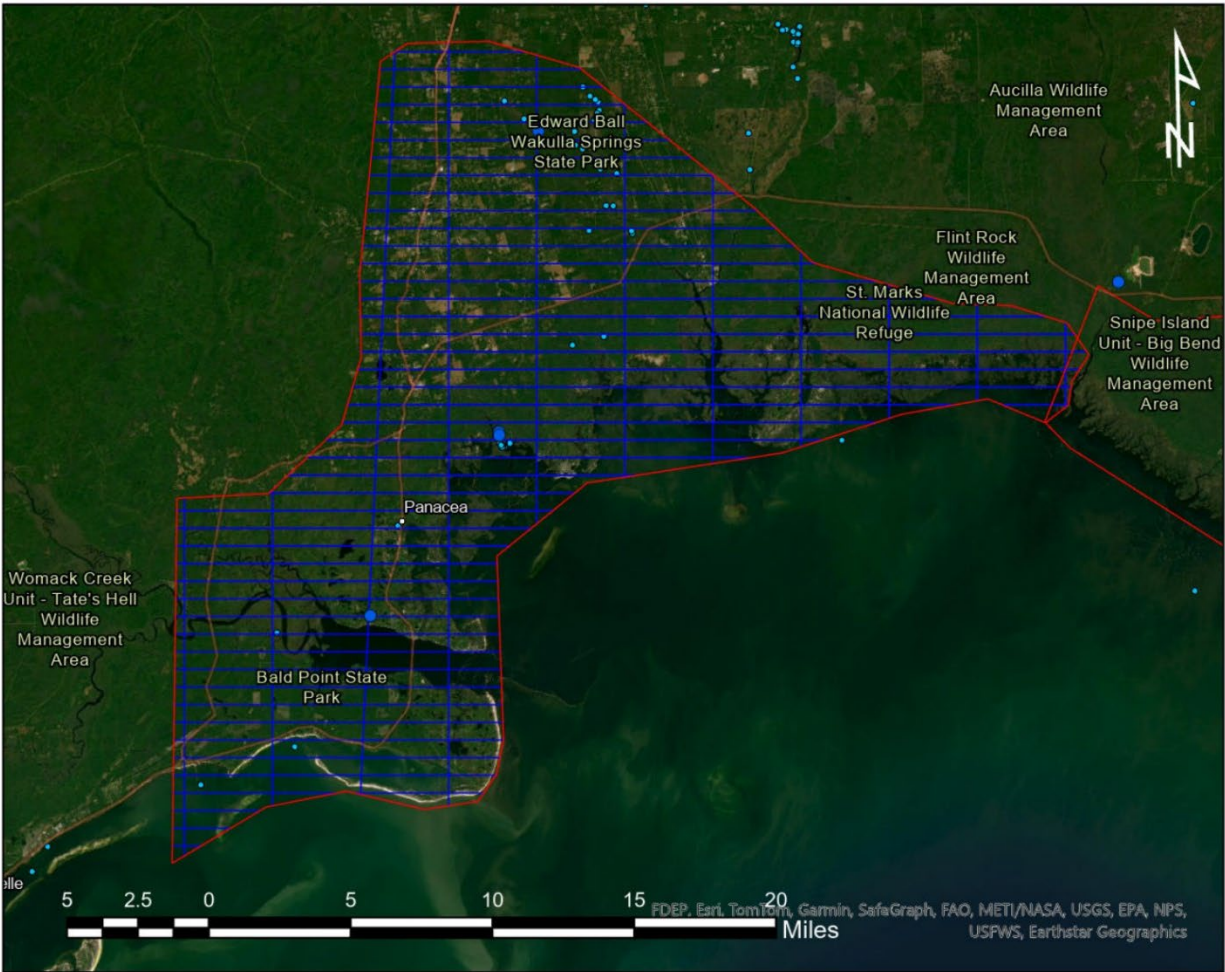 Aucilla Wildlife
Management
Area
N
Edward Ball
Wakulla Springs
State Park
Flint Rock
Wildlife
Management
Area
St. Marks
National Wildlife
Refuge
Snipe Island
Unit - Big Bend
Wildlife
Management
Area
Panacea
Womack Creek
Unit - Tate's Hell
Wildlife
Management
Area
Bald Point State
Park
elle
5 2.5 0 5 10 15 20
Miles
FDEP, Esri, TomTom, Garmin, SafeGraph, FAO, METI/NASA, USGS, EPA, NPS,
USFWS, Earthstar Geographics